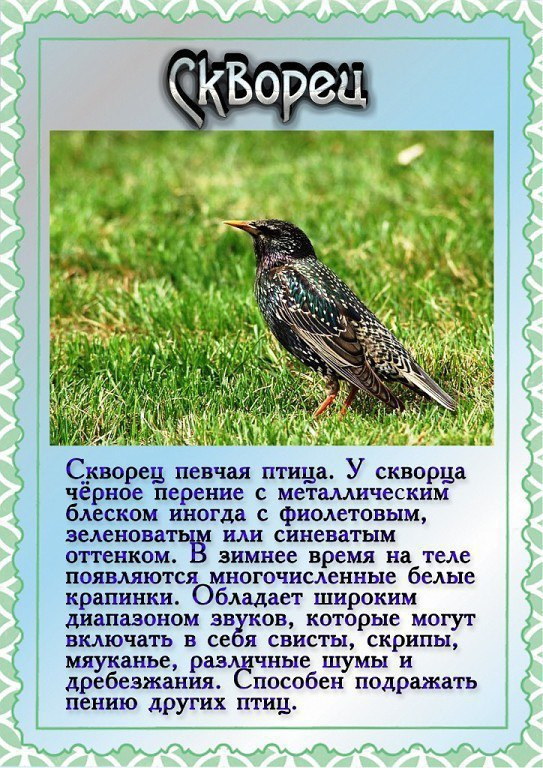 Скворец
Скворец певчая птица. У скворца
чёрное перение с металлическим
блеском иногда с фиолетовым,
зеленоватым или синеватым
оттенком. В зимнее время на теле
появляются многочисленные белые
крапинки. Обладает широким
диапазоном звуков, которые могут
включать в себя свисты, скрипы,
мяуканье, различные шумы и
дребезжания. Способен подражать
пению других птиц.